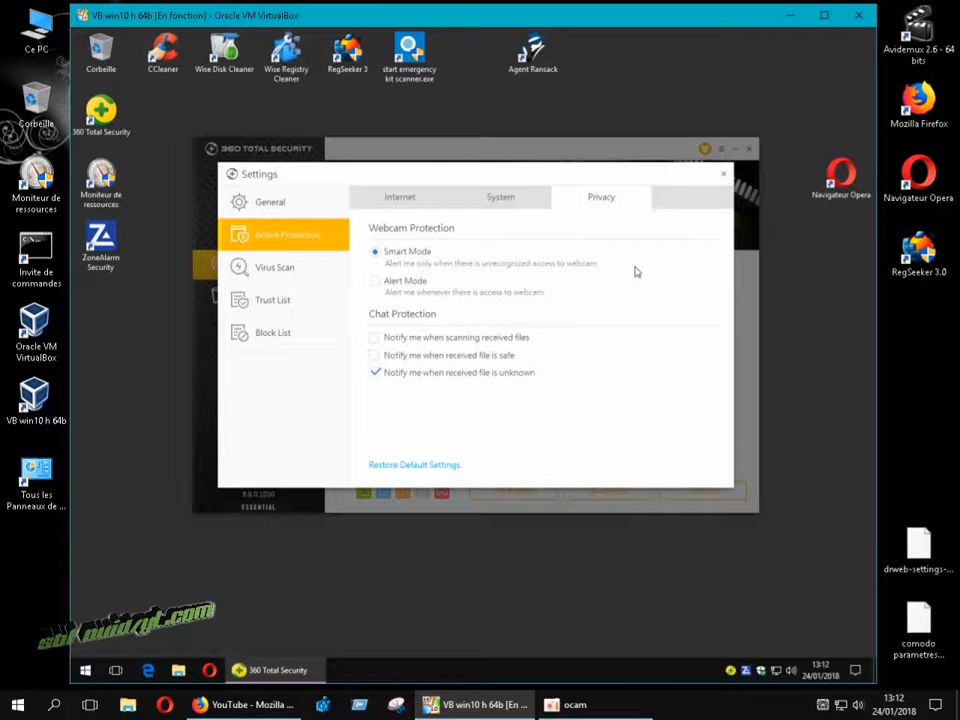 VB win10 h 64b [En fonction] - Oracle VM VirtualBox
Ce PC
Corbeille
CCleaner
Wise Disk Cleaner
Wise Registry
Cleaner
RegSeeker 3
start emergency
kit scanner.exe
Agent Ransack
Avidemux 2.6 - 64
bits
Corbeille
360 Total Security
Mozilla Firefox
360 TOTAL SECURITY
Settings
General
Internet
System
Privacy
Moniteur de
ressources
Moniteur de
ressources
Navigateur Opera
Navigateur Opera
Active Protection
Webcam Protection
Smart Mode
Alert me only when there is unrecognized access to webcam
Virus Scan
Alert Mode
Alert me whenever there is access to webcam
ZoneAlarm
Security
Invite de
commandes
RegSeeker 3.0
Trust List
Chat Protection
Block List
Notify me when scanning received files
Notify me when received file is safe
Notify me when received file is unknown
Oracle VM
VirtualBox
VB win10 h 64b
Restore Default Settings
Tous les
Panneaux de ...
9.8.0.1050
ESSENTIAL
drweb-settings-...
comodo
parametres...
360 Total Security
13:12
24/01/2018
YouTube - Mozilla ...
VB win10 h 64b [En ...
ocam
13:12
24/01/2018